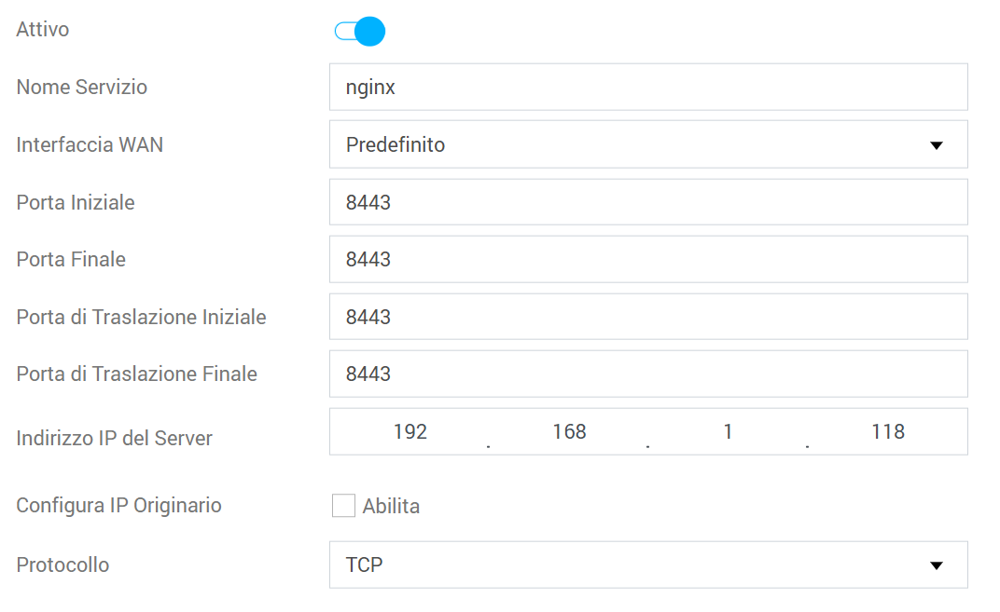 Attivo
Nome Servizio nginx
Interfaccia WAN Predefinito
Porta Iniziale 8443
Porta Finale 8443
Porta di Traslazione Iniziale 8443
Porta di Traslazione Finale 8443
Indirizzo IP del Server 192 . 168 . 1 . 118
Configura IP Originario Abilita
Protocollo TCP